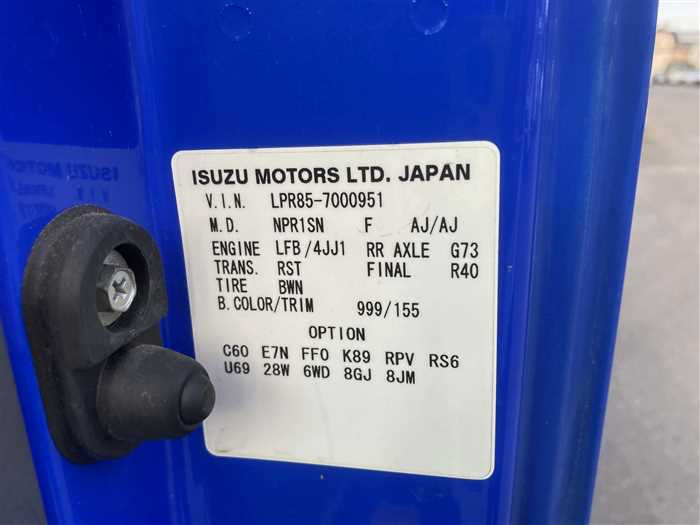 ISUZU MOTORS LTD. JAPAN
V.I.N. LPR85-7000951
M.D. NPR1SN F AJ/AJ
ENGINE LFB/4JJ1 RR AXLE G73
TRANS. RST FINAL R40
TIRE BWN
B.COLOR/TRIM 999/155
OPTION
C60 E7N FF0 K89 RPV RS6
U69 28W 6WD 8GJ 8JM